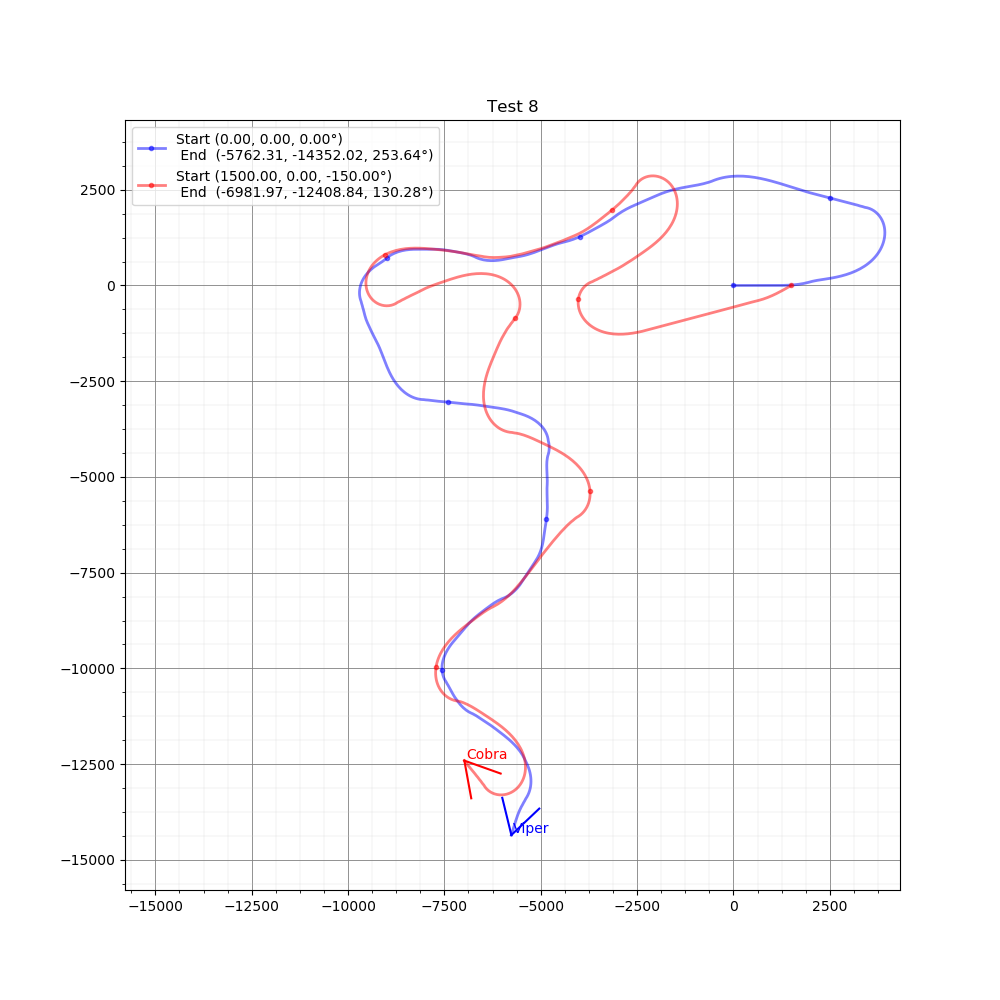 Test 8
Start (0.00, 0.00, 0.00°)
End  (-5762.31, -14352.02, 253.64°)
Start (1500.00, 0.00, -150.00°)
End  (-6981.97, -12408.84, 130.28°)
2500
0
−2500
−5000
−7500
−10000
−12500
−15000
Cobra
Viper
−15000 −12500 −10000 −7500 −5000 −2500 0 2500